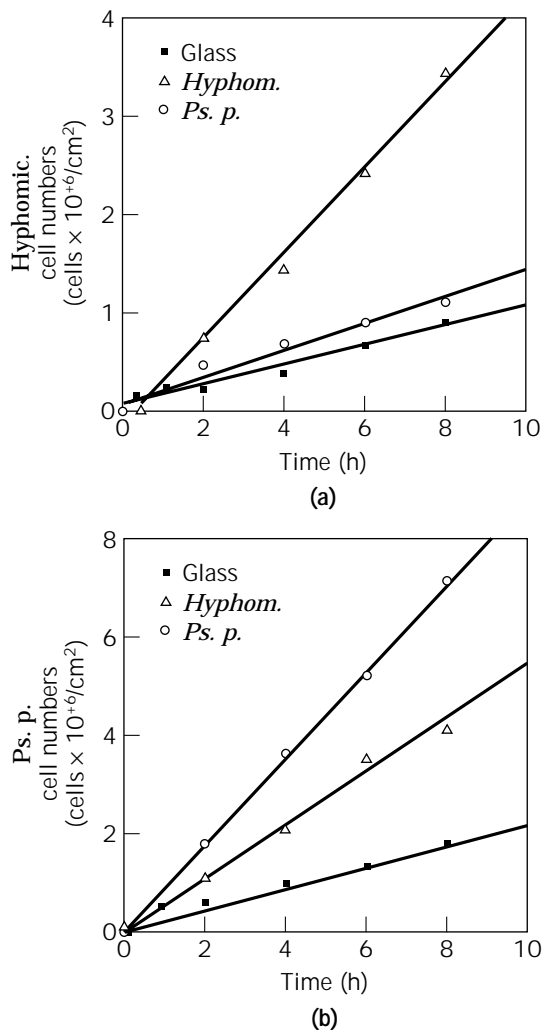 4
3
2
1
0
Glass
Hyphom.
Ps. p.
Hyphomic.
cell numbers
(cells × 10⁺⁶/cm²)
0 2 4 6 8 10
Time (h)
(a)
8
6
4
2
0
Glass
Hyphom.
Ps. p.
Ps. p.
cell numbers
(cells × 10⁺⁶/cm²)
0 2 4 6 8 10
Time (h)
(b)